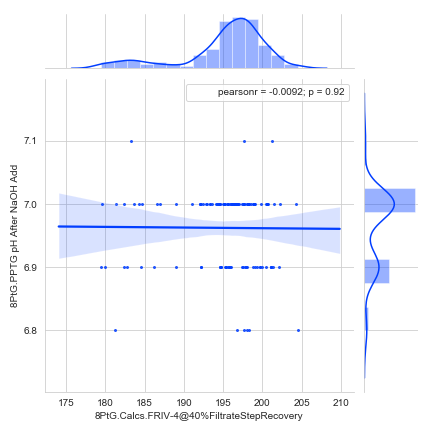 pearsonr = -0.0092; p = 0.92
8PtG.PPTG pH After NaOH Add
7.1
7.0
6.9
6.8
175 180 185 190 195 200 205 210
8PtG.Calcs.FRIV-4@40%FiltrateStepRecovery